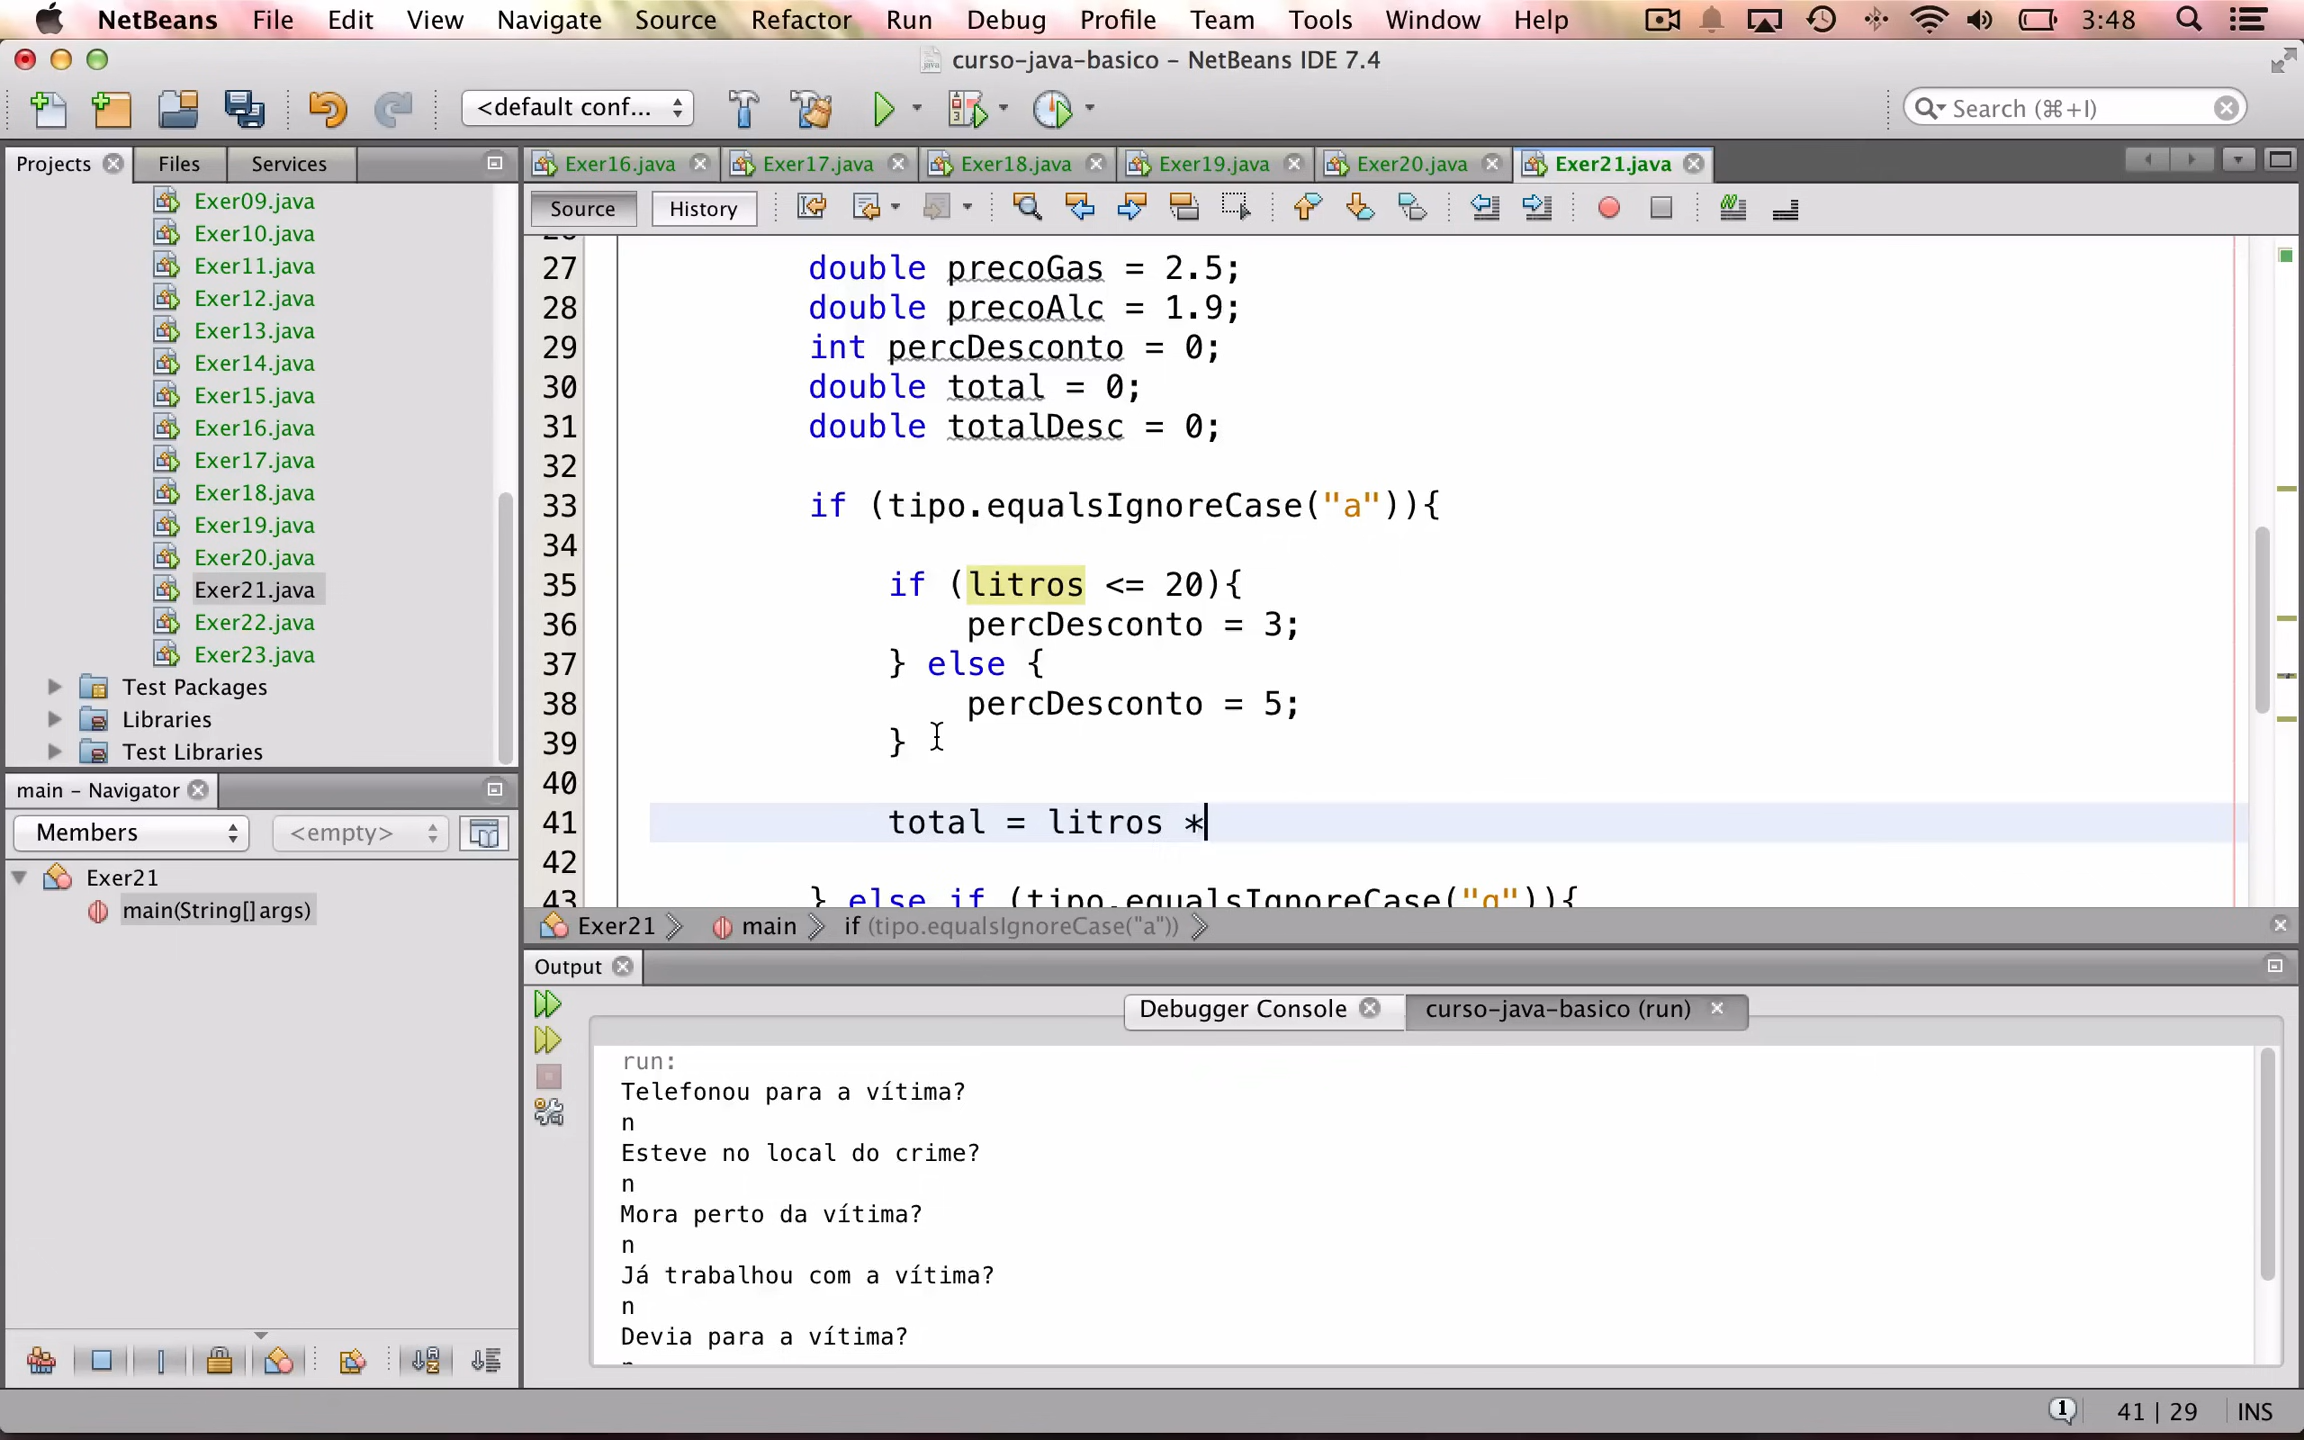 NetBeans File Edit View Navigate Source Refactor Run Debug Profile Team Tools Window Help 3:48
curso-java-basico – NetBeans IDE 7.4
<default conf... Search (⌘+I)
Projects Files Services
Exer16.java Exer17.java Exer18.java Exer19.java Exer20.java Exer21.java
Source History
Exer09.java
Exer10.java
Exer11.java
Exer12.java
Exer13.java
Exer14.java
Exer15.java
Exer16.java
Exer17.java
Exer18.java
Exer19.java
Exer20.java
Exer21.java
Exer22.java
Exer23.java
Test Packages
Libraries
Test Libraries
main – Navigator
Members <empty>
Exer21
main(String[] args)
27 double precoGas = 2.5;
28 double precoAlc = 1.9;
29 int percDesconto = 0;
30 double total = 0;
31 double totalDesc = 0;
32
33 if (tipo.equalsIgnoreCase("a")){
34
35 if (litros <= 20){
36 percDesconto = 3;
37 } else {
38 percDesconto = 5;
39 }
40
41 total = litros *
42
43 } else if (tipo.equalsIgnoreCase("g")){
Exer21 main if (tipo.equalsIgnoreCase("a"))
Output
Debugger Console curso-java-basico (run)
run:
Telefonou para a vítima?
n
Esteve no local do crime?
n
Mora perto da vítima?
n
Já trabalhou com a vítima?
n
Devia para a vítima?
1 41 | 29 INS